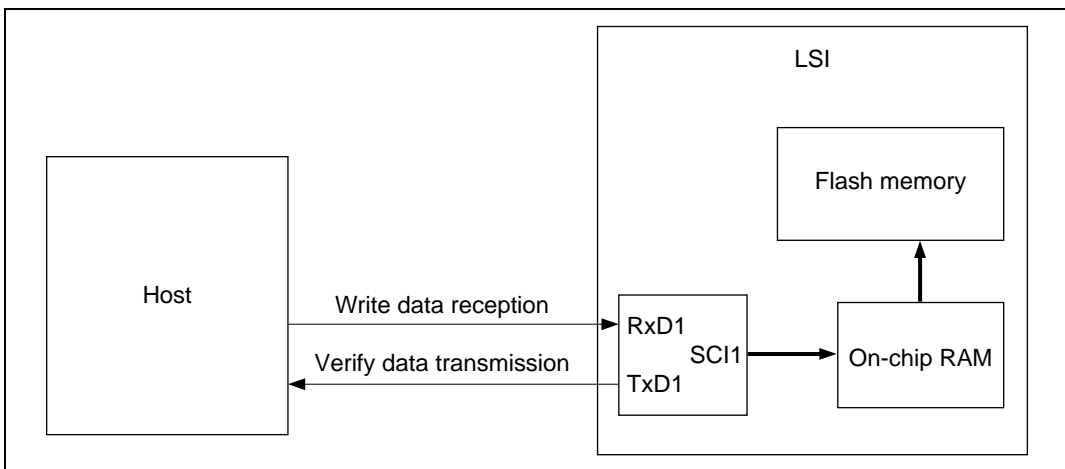 LSI
Flash memory
Host
Write data reception
RxD1
SCI1
On-chip RAM
Verify data transmission
TxD1